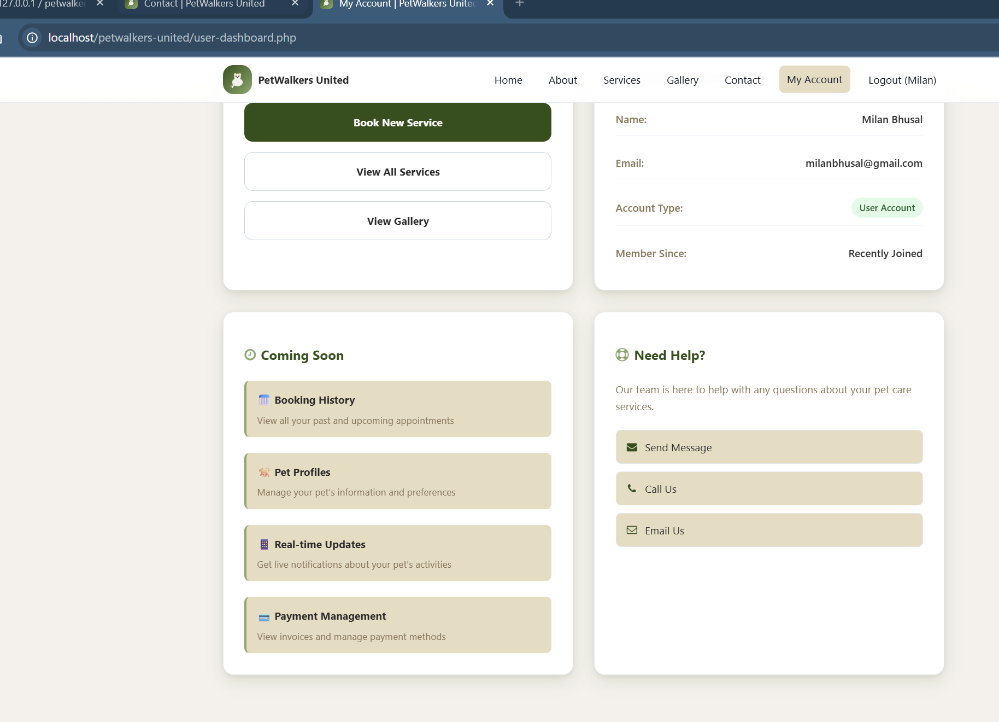 127.0.0.1 / petwalker
Contact | PetWalkers United
My Account | PetWalkers United
localhost/petwalkers-united/user-dashboard.php
PetWalkers United
Home
About
Services
Gallery
Contact
My Account
Logout (Milan)
Book New Service
View All Services
View Gallery
Name:
Milan Bhusal
Email:
milanbhusal@gmail.com
Account Type:
User Account
Member Since:
Recently Joined
Coming Soon
Booking History
View all your past and upcoming appointments
Pet Profiles
Manage your pet's information and preferences
Real-time Updates
Get live notifications about your pet's activities
Payment Management
View invoices and manage payment methods
Need Help?
Our team is here to help with any questions about your pet care
services.
Send Message
Call Us
Email Us